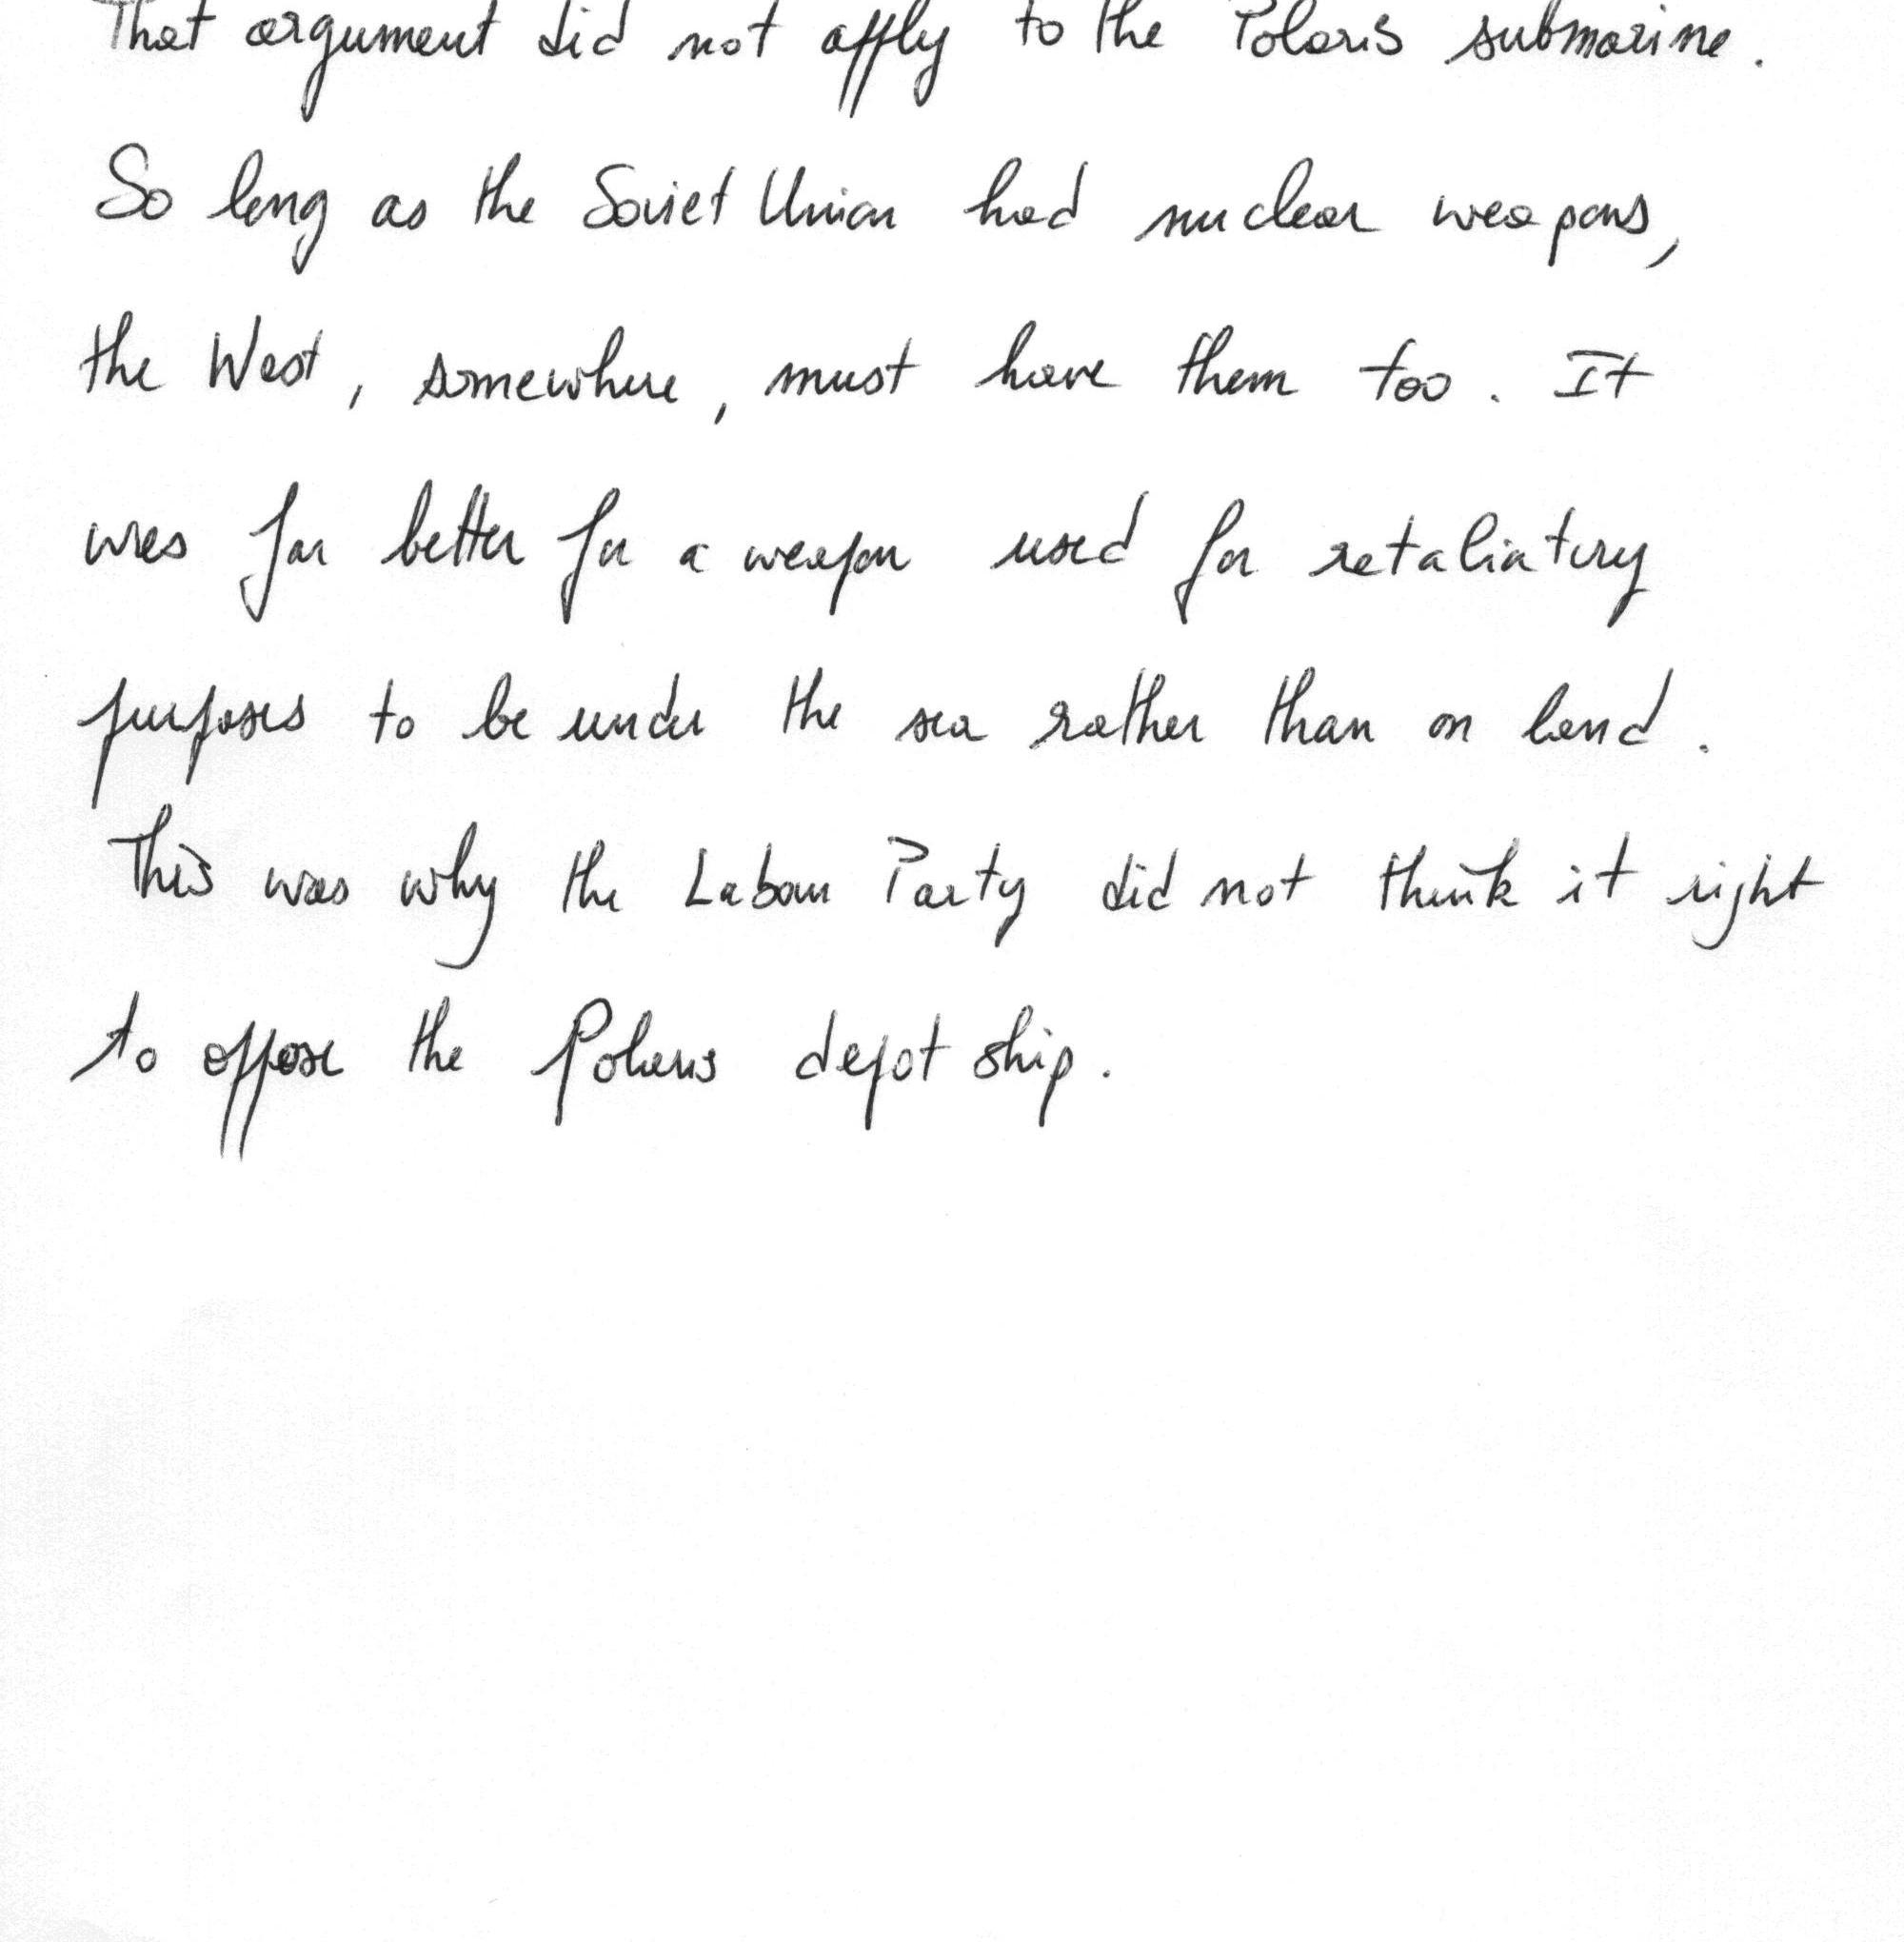 That argument did not apply to the Polaris submarine.
So long as the Soviet Union had nuclear weapons,
the West, somewhere, must have them too. It
was far better for a weapon used for retaliatory
purposes to be under the sea rather than on land.
This was why the Labour Party did not think it right
to oppose the Polaris depot ship.